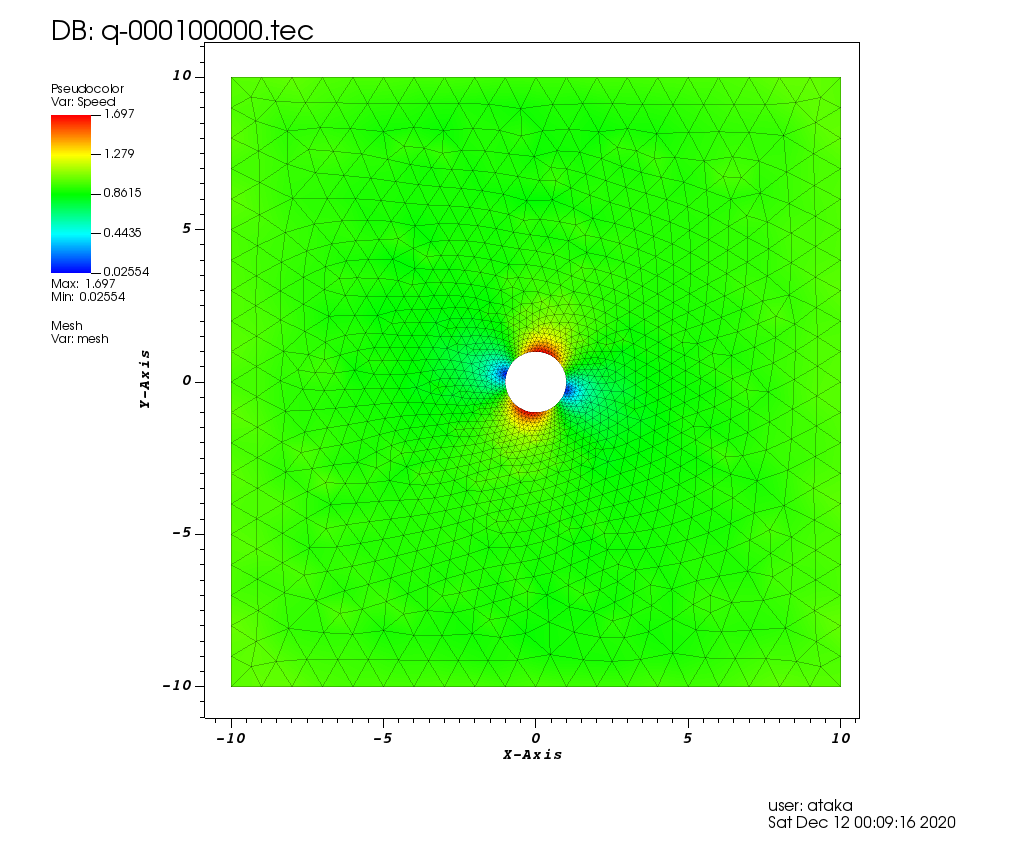 DB: q-000100000.tec
Pseudocolor
Var: Speed
1.697
1.279
0.8615
0.4435
0.02554
Max: 1.697
Min: 0.02554
Mesh
Var: mesh
Y-Axis
10
5
0
-5
-10
-10
-5
0
5
10
X-Axis
user: ataka
Sat Dec 12 00:09:16 2020